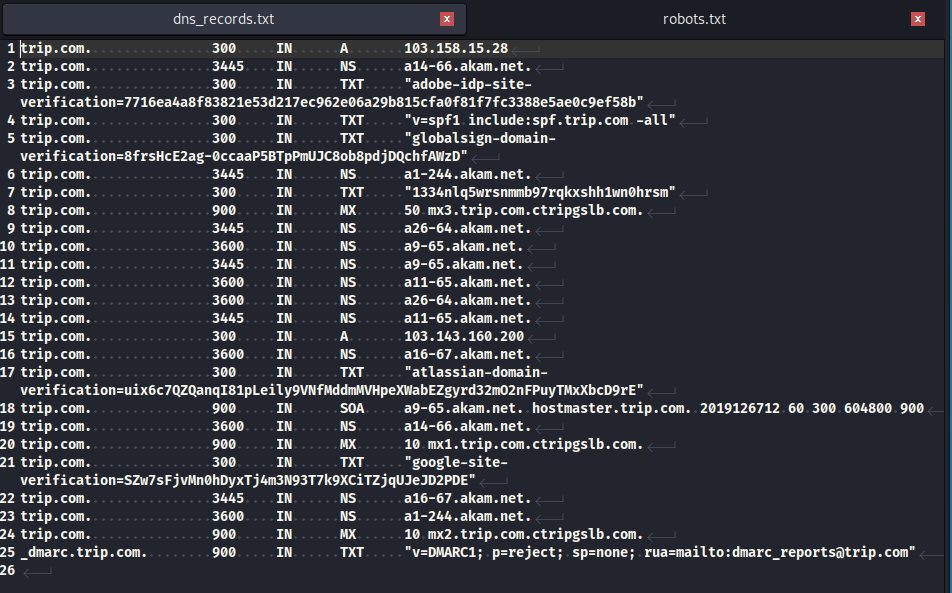 dns_records.txt
robots.txt
1 trip.com. 300 IN A 103.158.15.28
2 trip.com. 3445 IN NS a14-66.akam.net.
3 trip.com. 300 IN TXT "adobe-idp-site-
verification=7716ea4a8f83821e53d217ec962e06a29b815cfa0f81f7fc3388e5ae0c9ef58b"
4 trip.com. 300 IN TXT "v=spf1 include:spf.trip.com -all"
5 trip.com. 300 IN TXT "globalsign-domain-
verification=8frsHcE2ag-0ccaaP5BTpPmUJC8ob8pdjDQchfAWzD"
6 trip.com. 3445 IN NS a1-244.akam.net.
7 trip.com. 300 IN TXT "1334nlq5wrsnmmb97rqkxshh1wn0hrsm"
8 trip.com. 900 IN MX 50 mx3.trip.com.ctripgslb.com.
9 trip.com. 3445 IN NS a26-64.akam.net.
10 trip.com. 3600 IN NS a9-65.akam.net.
11 trip.com. 3445 IN NS a9-65.akam.net.
12 trip.com. 3600 IN NS a11-65.akam.net.
13 trip.com. 3600 IN NS a26-64.akam.net.
14 trip.com. 3445 IN NS a11-65.akam.net.
15 trip.com. 300 IN A 103.143.160.200
16 trip.com. 3600 IN NS a16-67.akam.net.
17 trip.com. 300 IN TXT "atlassian-domain-
verification=uix6c7QZQanqI81pLeily9VNfMddmMVHpeXWabEZgyrd32mO2nFPuyTMxXbcD9rE"
18 trip.com. 900 IN SOA a9-65.akam.net. hostmaster.trip.com. 2019126712 60 300 604800 900
19 trip.com. 3600 IN NS a14-66.akam.net.
20 trip.com. 900 IN MX 10 mx1.trip.com.ctripgslb.com.
21 trip.com. 300 IN TXT "google-site-
verification=SZw7sFjvMn0hDyxTj4m3N93T7k9XCiTZjqUJeJD2PDE"
22 trip.com. 3445 IN NS a16-67.akam.net.
23 trip.com. 3600 IN NS a1-244.akam.net.
24 trip.com. 900 IN MX 10 mx2.trip.com.ctripgslb.com.
25 _dmarc.trip.com. 900 IN TXT "v=DMARC1; p=reject; sp=none; rua=mailto:dmarc_reports@trip.com"
26